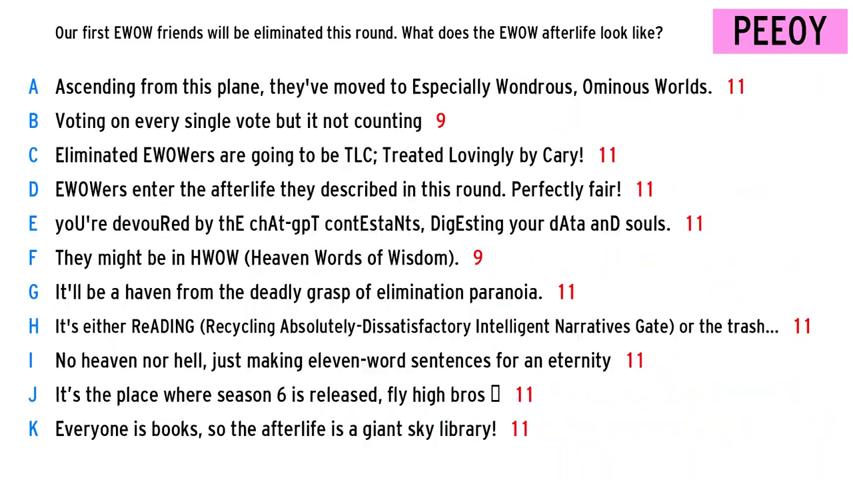 Our first EWOW friends will be eliminated this round. What does the EWOW afterlife look like?
PEEOY
A Ascending from this plane, they've moved to Especially Wondrous, Ominous Worlds. 11
B Voting on every single vote but it not counting 9
C Eliminated EWOWers are going to be TLC; Treated Lovingly by Cary! 11
D EWOWers enter the afterlife they described in this round. Perfectly fair! 11
E yoU're devouRed by thE chAt-gpT contEstaNts, DigEsting your dAta anD souls. 11
F They might be in HWOW (Heaven Words of Wisdom). 9
G It'll be a haven from the deadly grasp of elimination paranoia. 11
H It's either ReADING (Recycling Absolutely-Dissatisfactory Intelligent Narratives Gate) or the trash... 11
I No heaven nor hell, just making eleven-word sentences for an eternity 11
J It’s the place where season 6 is released, fly high bros ▯ 11
K Everyone is books, so the afterlife is a giant sky library! 11